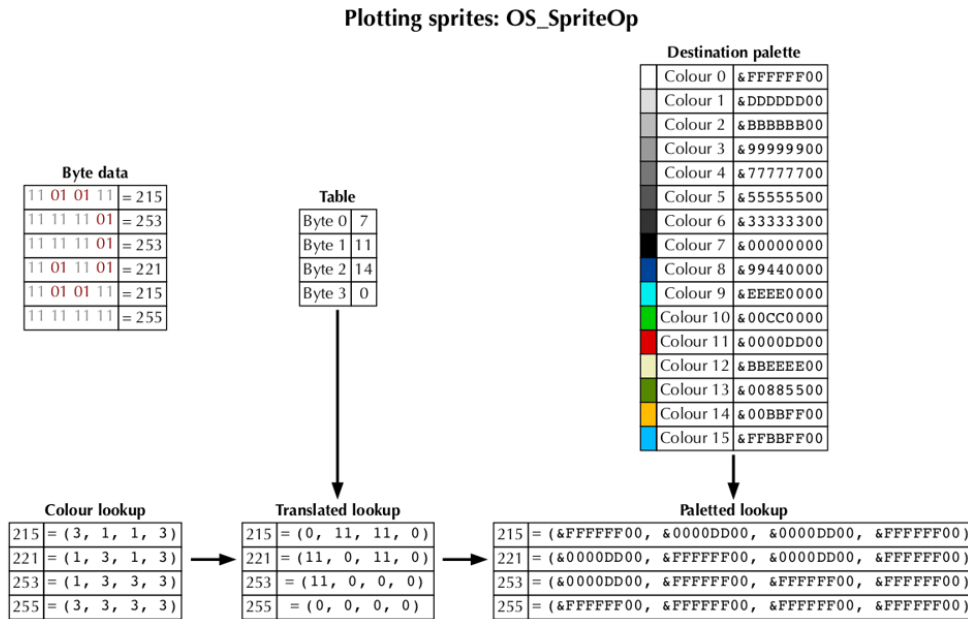 Plotting sprites: OS_SpriteOp
Destination palette
Colour 0 &FFFFFF00
Colour 1 &DDDDDD00
Colour 2 &BBBBBB00
Colour 3 &99999900
Colour 4 &77777700
Colour 5 &55555500
Colour 6 &33333300
Colour 7 &00000000
Colour 8 &99440000
Colour 9 &EEEE0000
Colour 10 &00CC0000
Colour 11 &0000DD00
Colour 12 &BBEEEE00
Colour 13 &00885500
Colour 14 &00BBFF00
Colour 15 &FFBBFF00
Byte data
11 01 01 11 = 215
11 11 11 01 = 253
11 11 11 01 = 253
11 01 11 01 = 221
11 01 01 11 = 215
11 11 11 11 = 255
Table
Byte 0 7
Byte 1 11
Byte 2 14
Byte 3 0
Colour lookup
215 = (3, 1, 1, 3)
221 = (1, 3, 1, 3)
253 = (1, 3, 3, 3)
255 = (3, 3, 3, 3)
Translated lookup
215 = (0, 11, 11, 0)
221 = (11, 0, 11, 0)
253 = (11, 0, 0, 0)
255 = (0, 0, 0, 0)
Paletted lookup
215 = (&FFFFFF00, &0000DD00, &0000DD00, &FFFFFF00)
221 = (&0000DD00, &FFFFFF00, &0000DD00, &FFFFFF00)
253 = (&0000DD00, &FFFFFF00, &FFFFFF00, &FFFFFF00)
255 = (&FFFFFF00, &FFFFFF00, &FFFFFF00, &FFFFFF00)